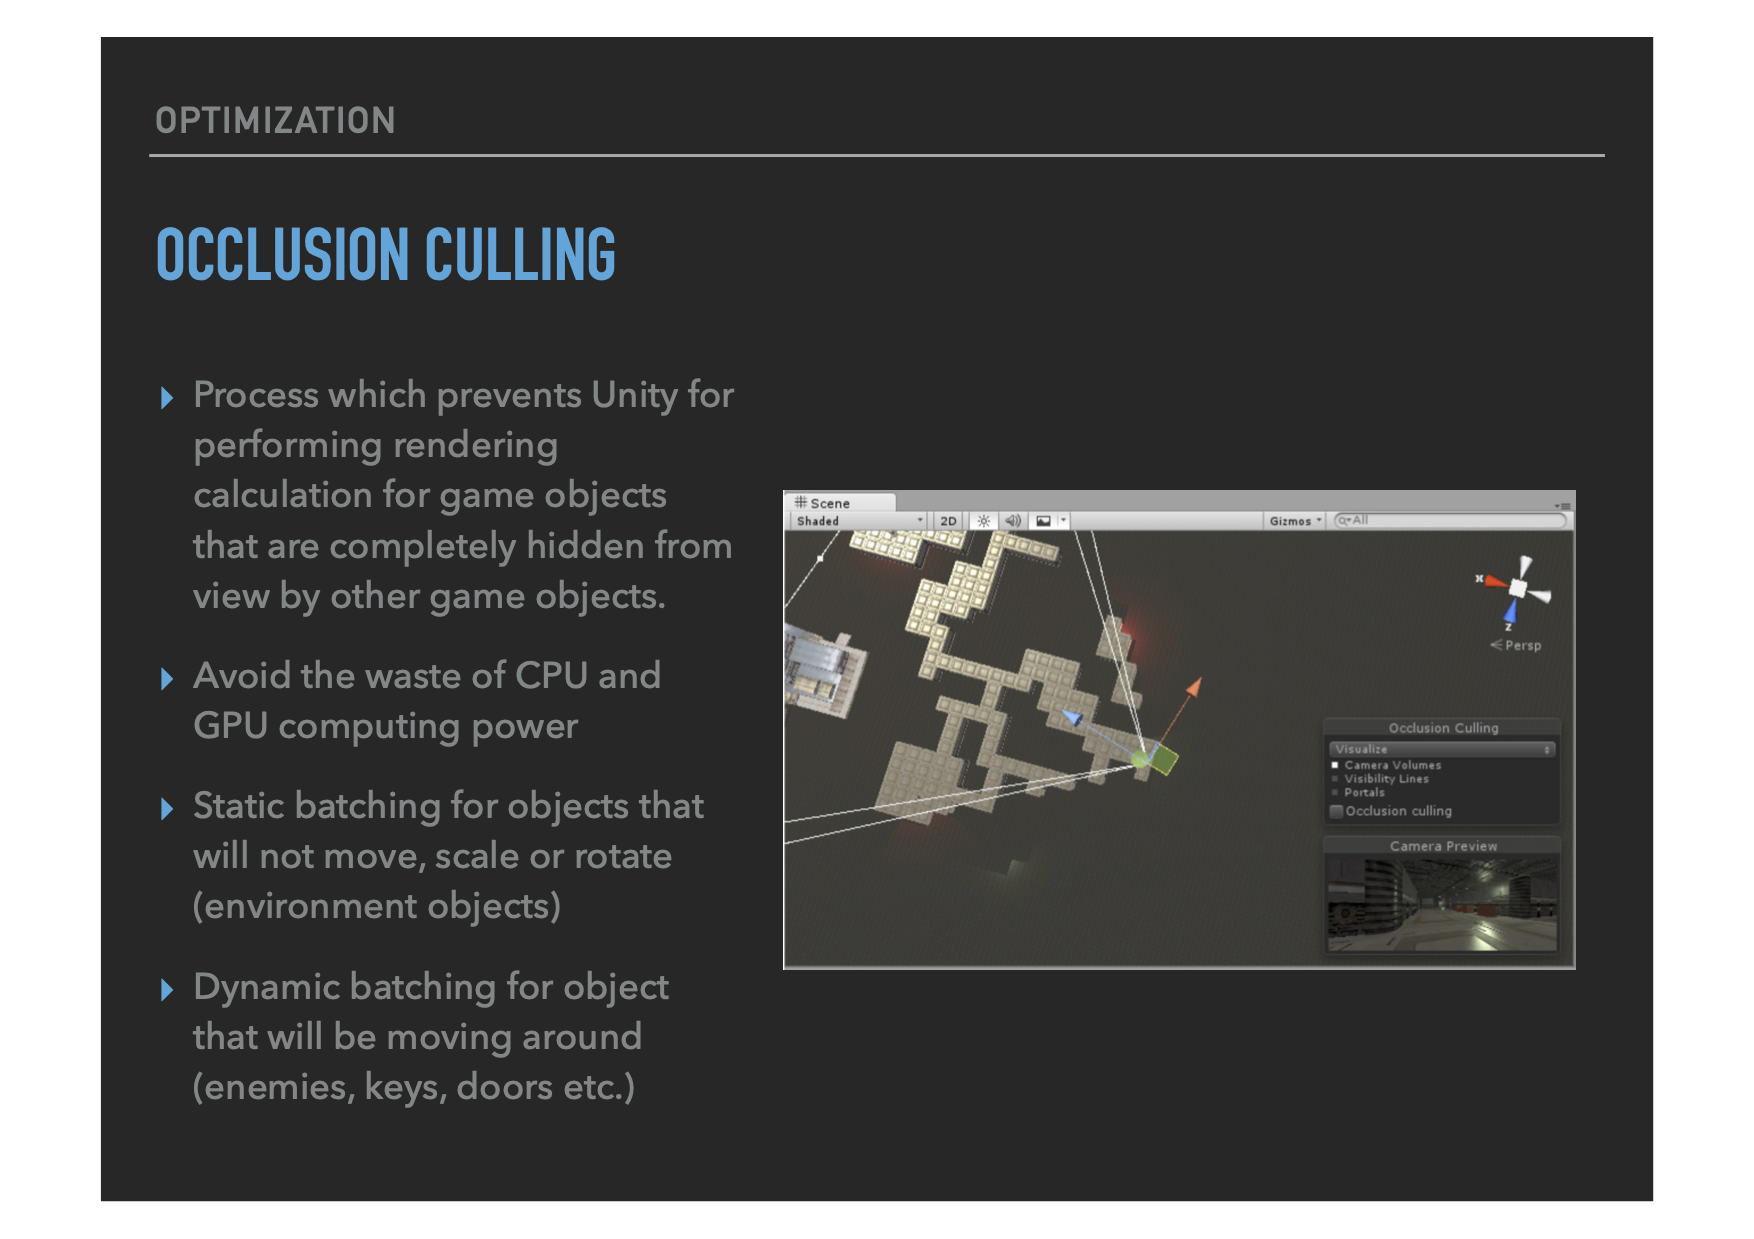 OPTIMIZATION
OCCLUSION CULLING
Process which prevents Unity for
performing rendering
calculation for game objects
that are completely hidden from
view by other game objects.
Avoid the waste of CPU and
GPU computing power
Static batching for objects that
will not move, scale or rotate
(environment objects)
Dynamic batching for object
that will be moving around
(enemies, keys, doors etc.)
Scene
Shaded 2D Gizmos All
x
z
Persp
Occlusion Culling
Visualize
Camera Volumes
Visibility Lines
Portals
Occlusion culling
Camera Preview